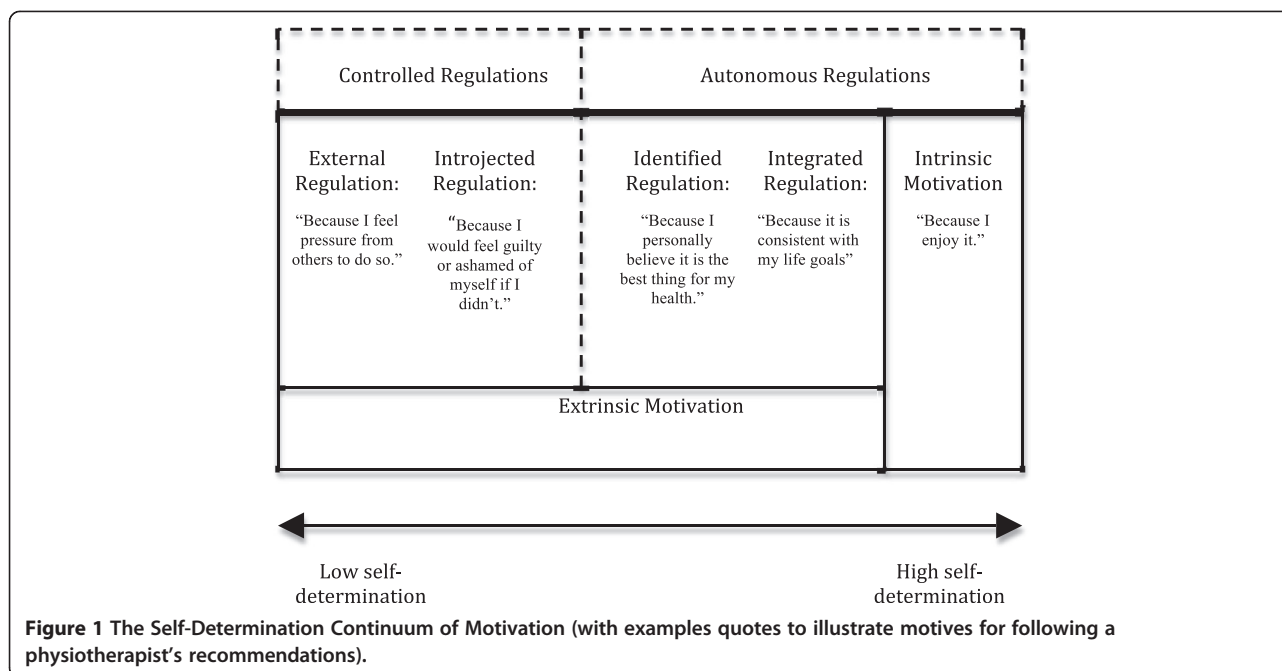 Controlled Regulations
Autonomous Regulations
External
Regulation:
“Because I feel
pressure from
others to do so.”
Introjected
Regulation:
“Because I
would feel guilty
or ashamed of
myself if I
didn’t.”
Identified
Regulation:
“Because I
personally
believe it is the
best thing for my
health.”
Integrated
Regulation:
“Because it is
consistent with
my life goals”
Intrinsic
Motivation
“Because I
enjoy it.”
Extrinsic Motivation
Low self-
determination
High self-
determination
Figure 1 The Self-Determination Continuum of Motivation (with examples quotes to illustrate motives for following a
physiotherapist’s recommendations).